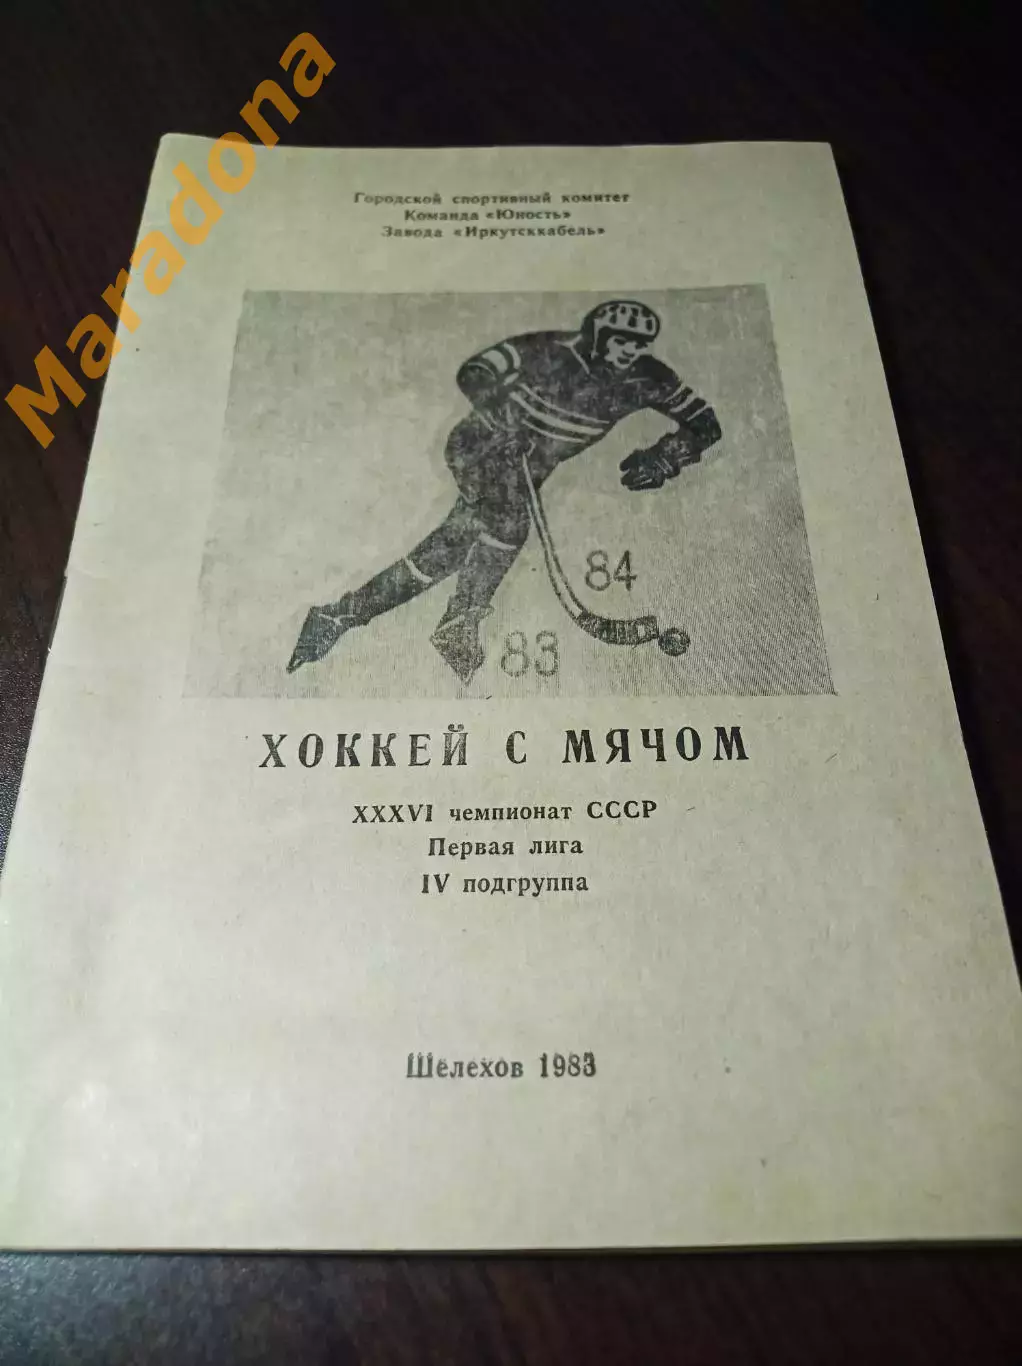 Maradona
Городской спортивный комитет
Команда «Юность»
Завода «Иркутсккабель»
84
83
ХОККЕЙ С МЯЧОМ
XXXVI чемпионат СССР
Первая лига
IV подгруппа
Шелехов 1983